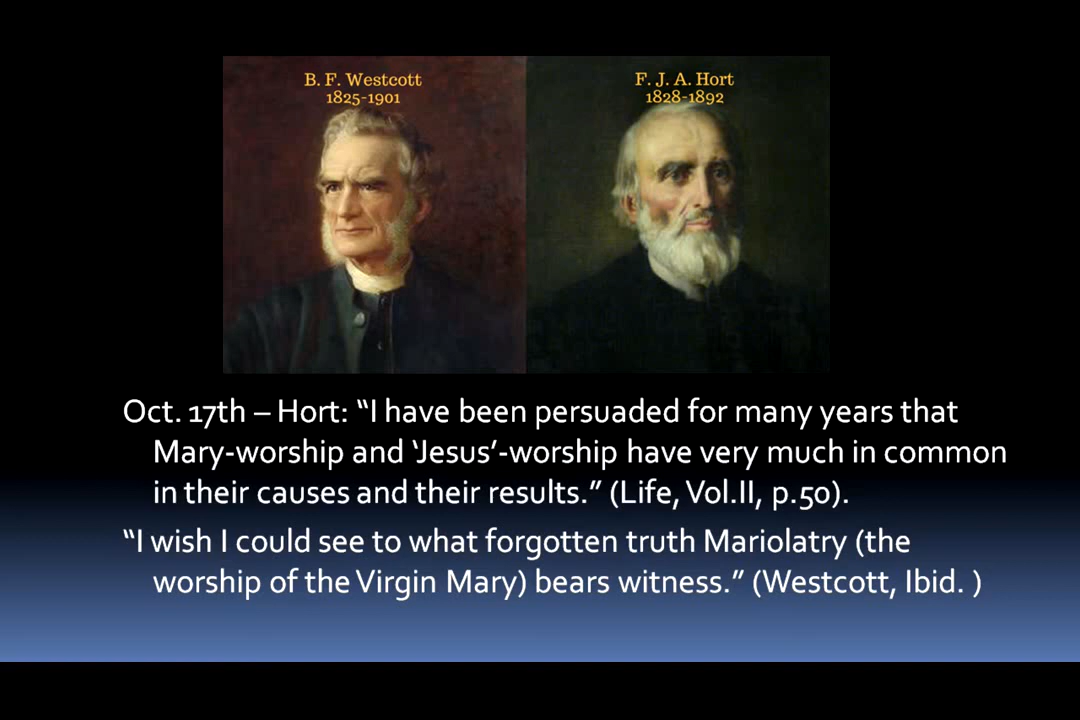 B. F. Westcott
1825-1901
F. J. A. Hort
1828-1892
Oct. 17th – Hort: “I have been persuaded for many years that
Mary-worship and ‘Jesus’-worship have very much in common
in their causes and their results.” (Life, Vol.II, p.50).
“I wish I could see to what forgotten truth Mariolatry (the
worship of the Virgin Mary) bears witness.” (Westcott, Ibid. )